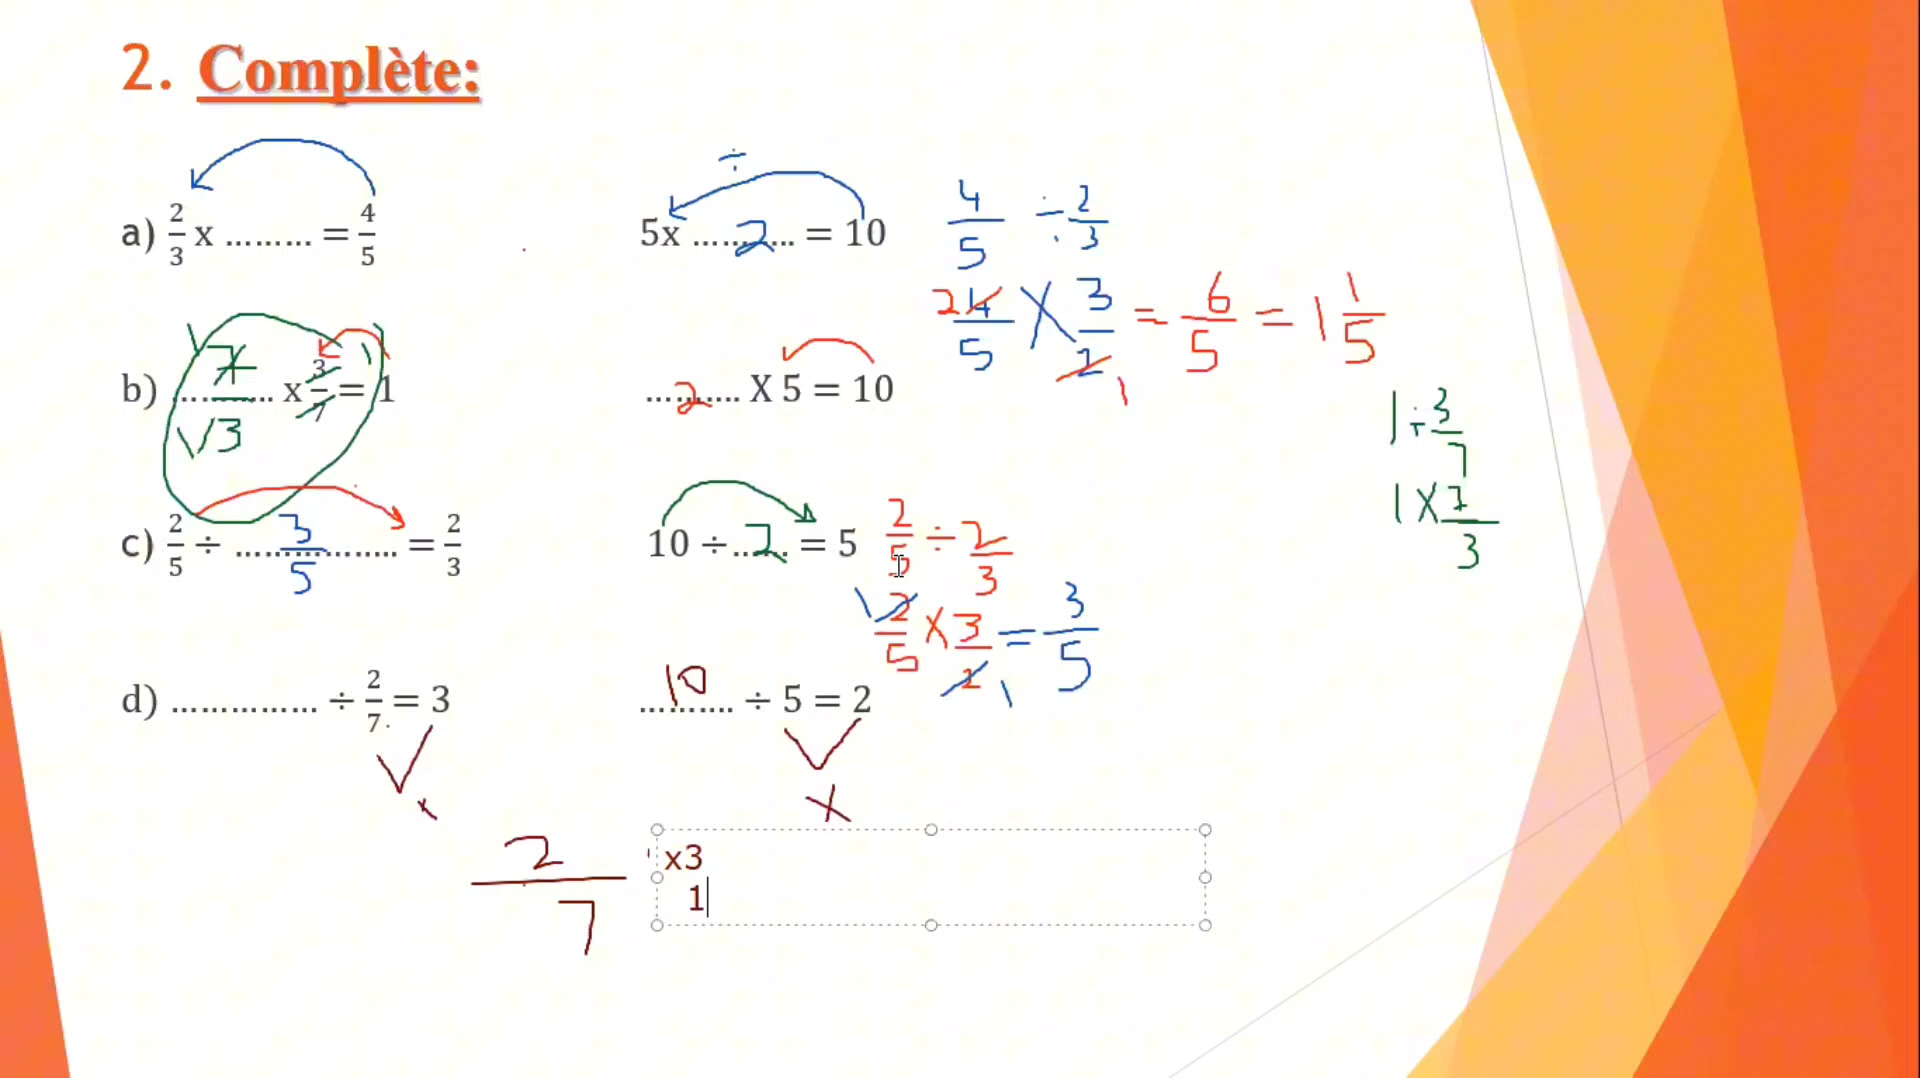 2. Complète:
÷
a) 2/3 x ......... = 4/5
5x ....2.... = 10
4/5 ÷ 2/3
2 4/5 X 3/2 1 = 6/5 = 1 1/5
b) 7/3 x 3/7 = 1
....2.... X 5 = 10
1 ÷ 3/7
1 X 7/3
c) 2/5 ÷ ....3/5.... = 2/3
10 ÷ ..2.. = 5
2/5 ÷ 2/3
1 2/5 x 3/2 1 = 3/5
d) ............... ÷ 2/7 = 3
10 .......... ÷ 5 = 2
x
x
2/7
x3
1